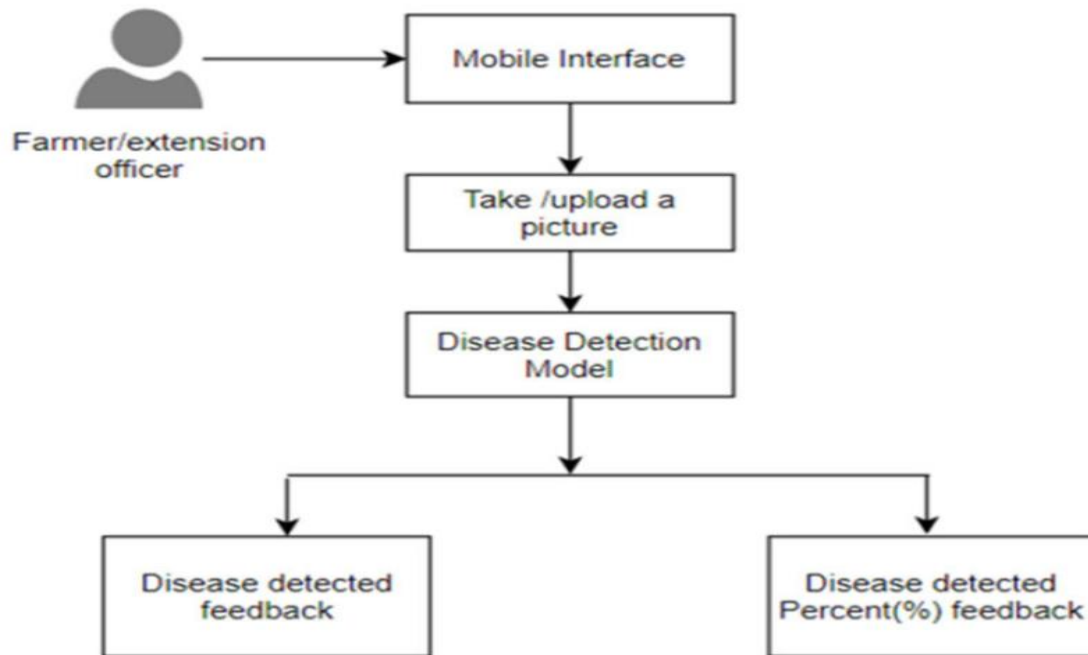 Mobile Interface
Farmer/extension
officer
Take /upload a
picture
Disease Detection
Model
Disease detected
feedback
Disease detected
Percent(%) feedback